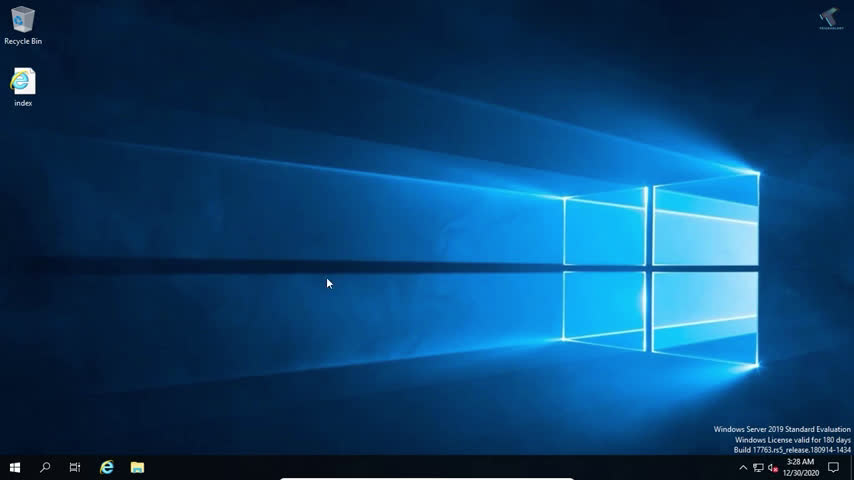 Recycle Bin
index
Windows Server 2019 Standard Evaluation
Windows License valid for 180 days
Build 17763.rs5_release.180914-1434
3:28 AM
12/30/2020